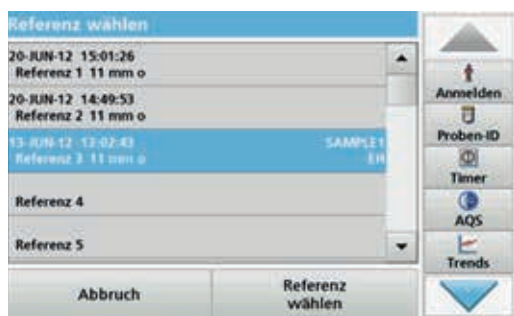 Referenz wählen
20-JUN-12 15:01:26
Referenz 1 11 mm o
20-JUN-12 14:49:53
Referenz 2 11 mm o
13-JUN-12 13:02:43 SAMPLE1
Referenz 3 11 mm o EH
Referenz 4
Referenz 5
Abbruch
Referenz wählen
Anmelden
Proben-ID
Timer
AQS
Trends